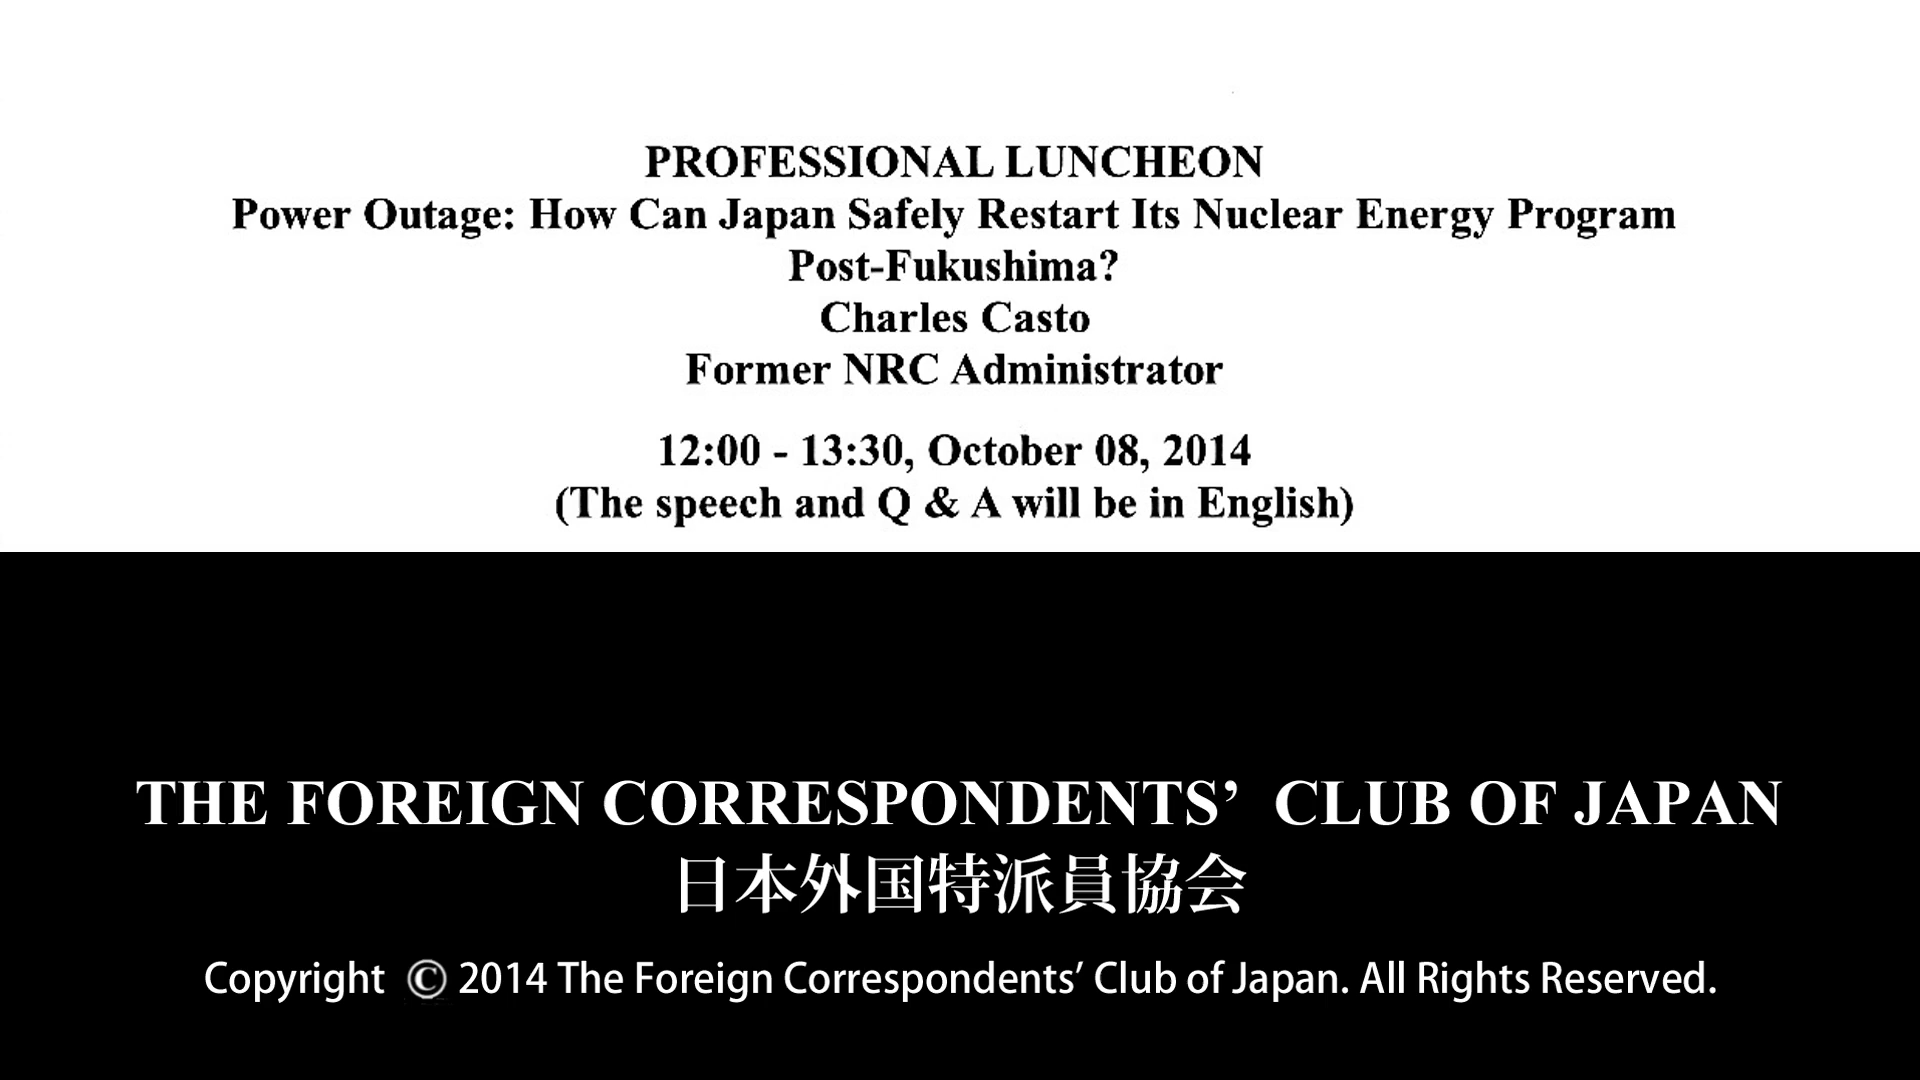 PROFESSIONAL LUNCHEON
Power Outage: How Can Japan Safely Restart Its Nuclear Energy Program
Post-Fukushima?
Charles Casto
Former NRC Administrator
12:00 - 13:30, October 08, 2014
(The speech and Q & A will be in English)
THE FOREIGN CORRESPONDENTS’ CLUB OF JAPAN
日本外国特派員協会
Copyright © 2014 The Foreign Correspondents’ Club of Japan. All Rights Reserved.